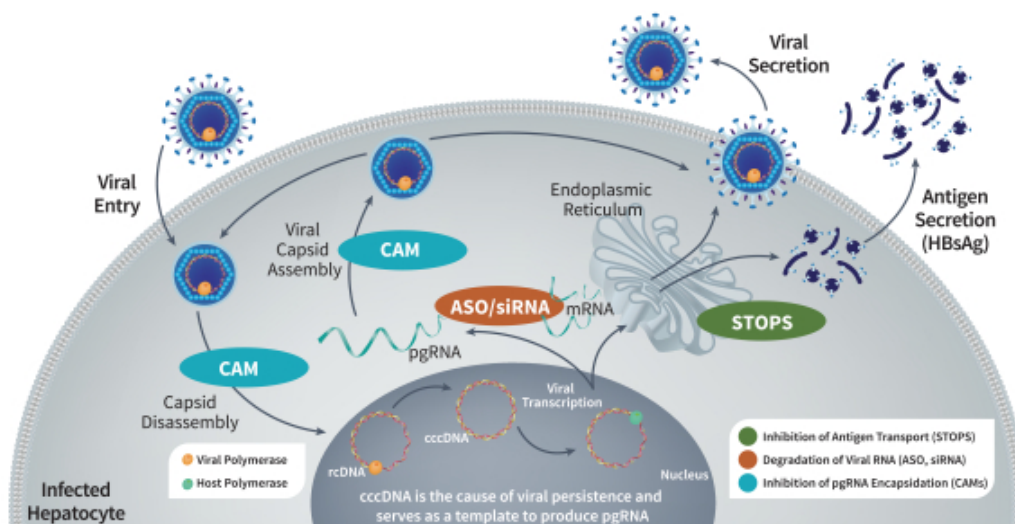 Viral
Secretion
Viral
Entry
Endoplasmic
Reticulum
Antigen
Secretion
(HBsAg)
Viral
Capsid
Assembly
CAM
ASO/siRNA
mRNA
STOPS
pgRNA
CAM
Capsid
Disassembly
Viral
Transcription
cccDNA
rcDNA
Nucleus
cccDNA is the cause of viral persistence and
serves as a template to produce pgRNA
Viral Polymerase
Host Polymerase
Infected
Hepatocyte
Inhibition of Antigen Transport (STOPS)
Degradation of Viral RNA (ASO, siRNA)
Inhibition of pgRNA Encapsidation (CAMs)